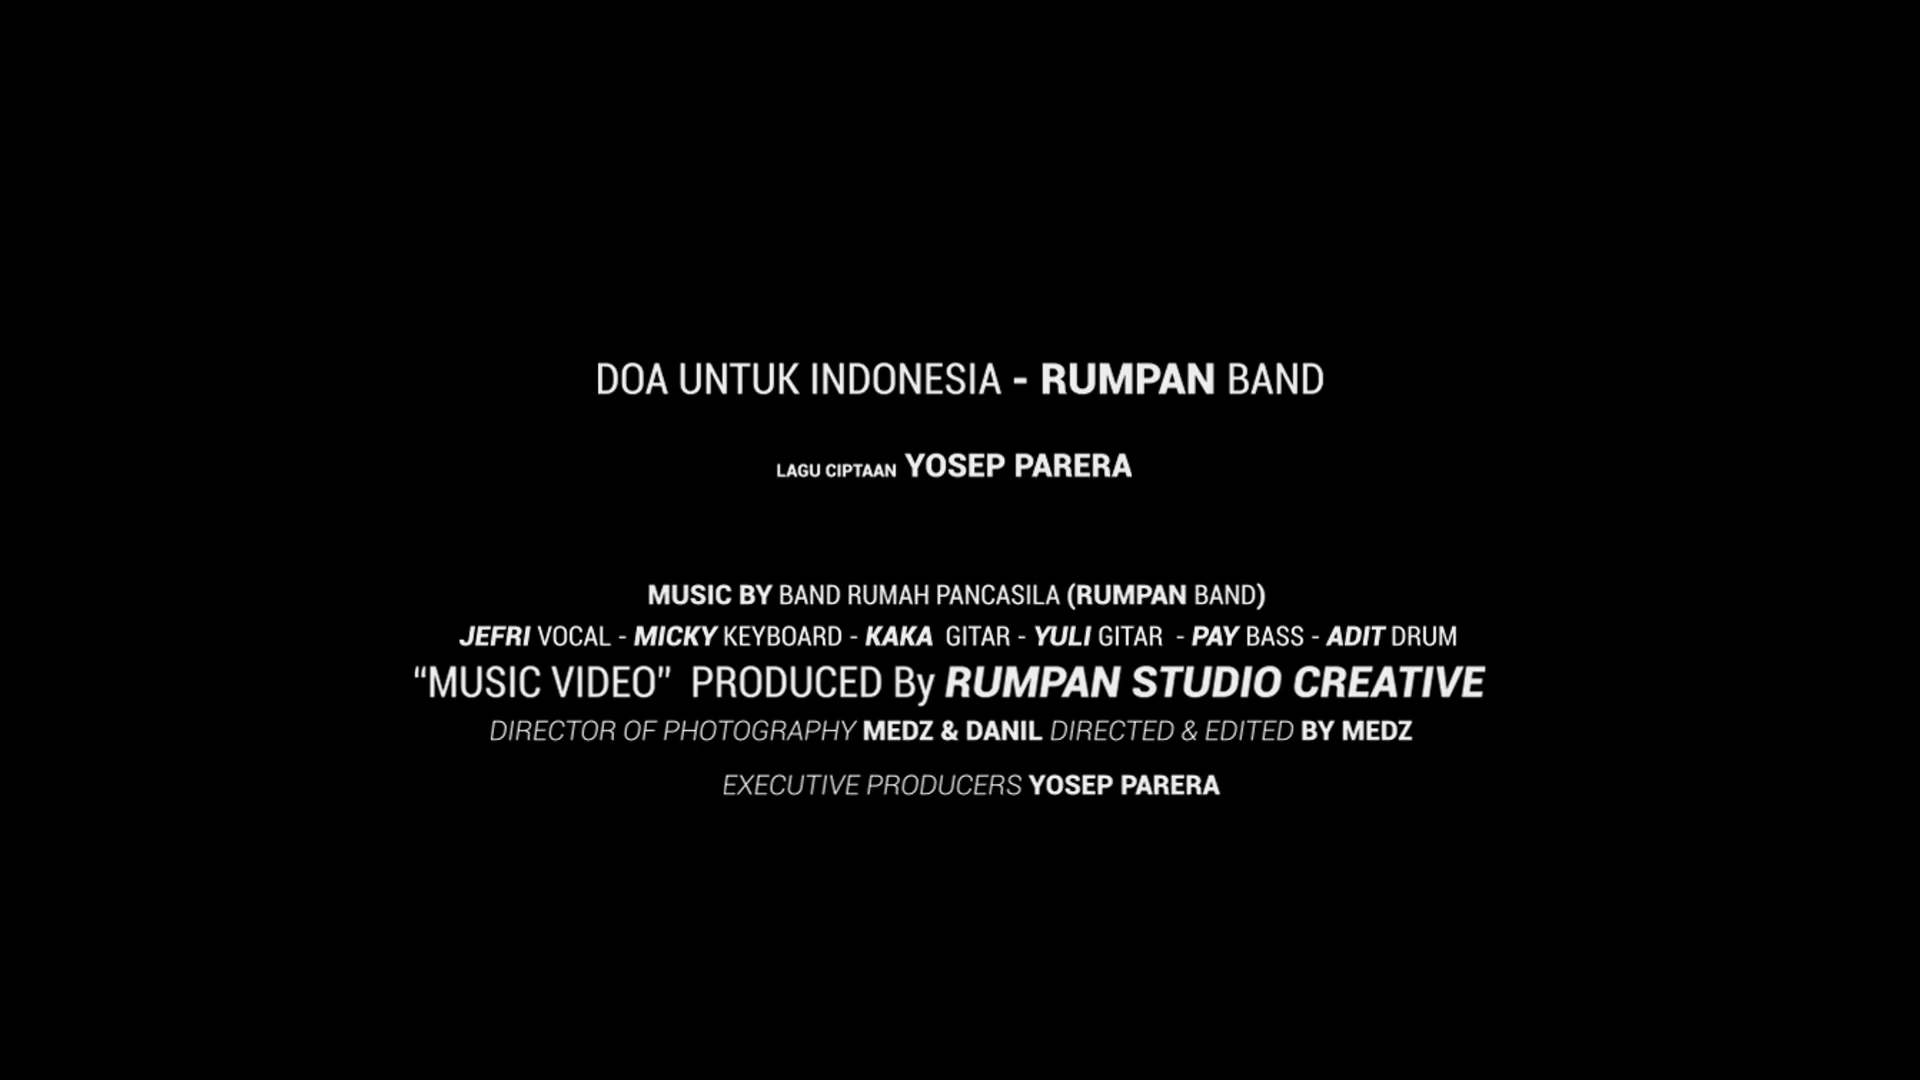 DOA UNTUK INDONESIA - RUMPAN BAND
LAGU CIPTAAN YOSEP PARERA
MUSIC BY BAND RUMAH PANCASILA (RUMPAN BAND)
JEFRI VOCAL - MICKY KEYBOARD - KAKA GITAR - YULI GITAR - PAY BASS - ADIT DRUM
“MUSIC VIDEO” PRODUCED By RUMPAN STUDIO CREATIVE
DIRECTOR OF PHOTOGRAPHY MEDZ & DANIL DIRECTED & EDITED BY MEDZ
EXECUTIVE PRODUCERS YOSEP PARERA